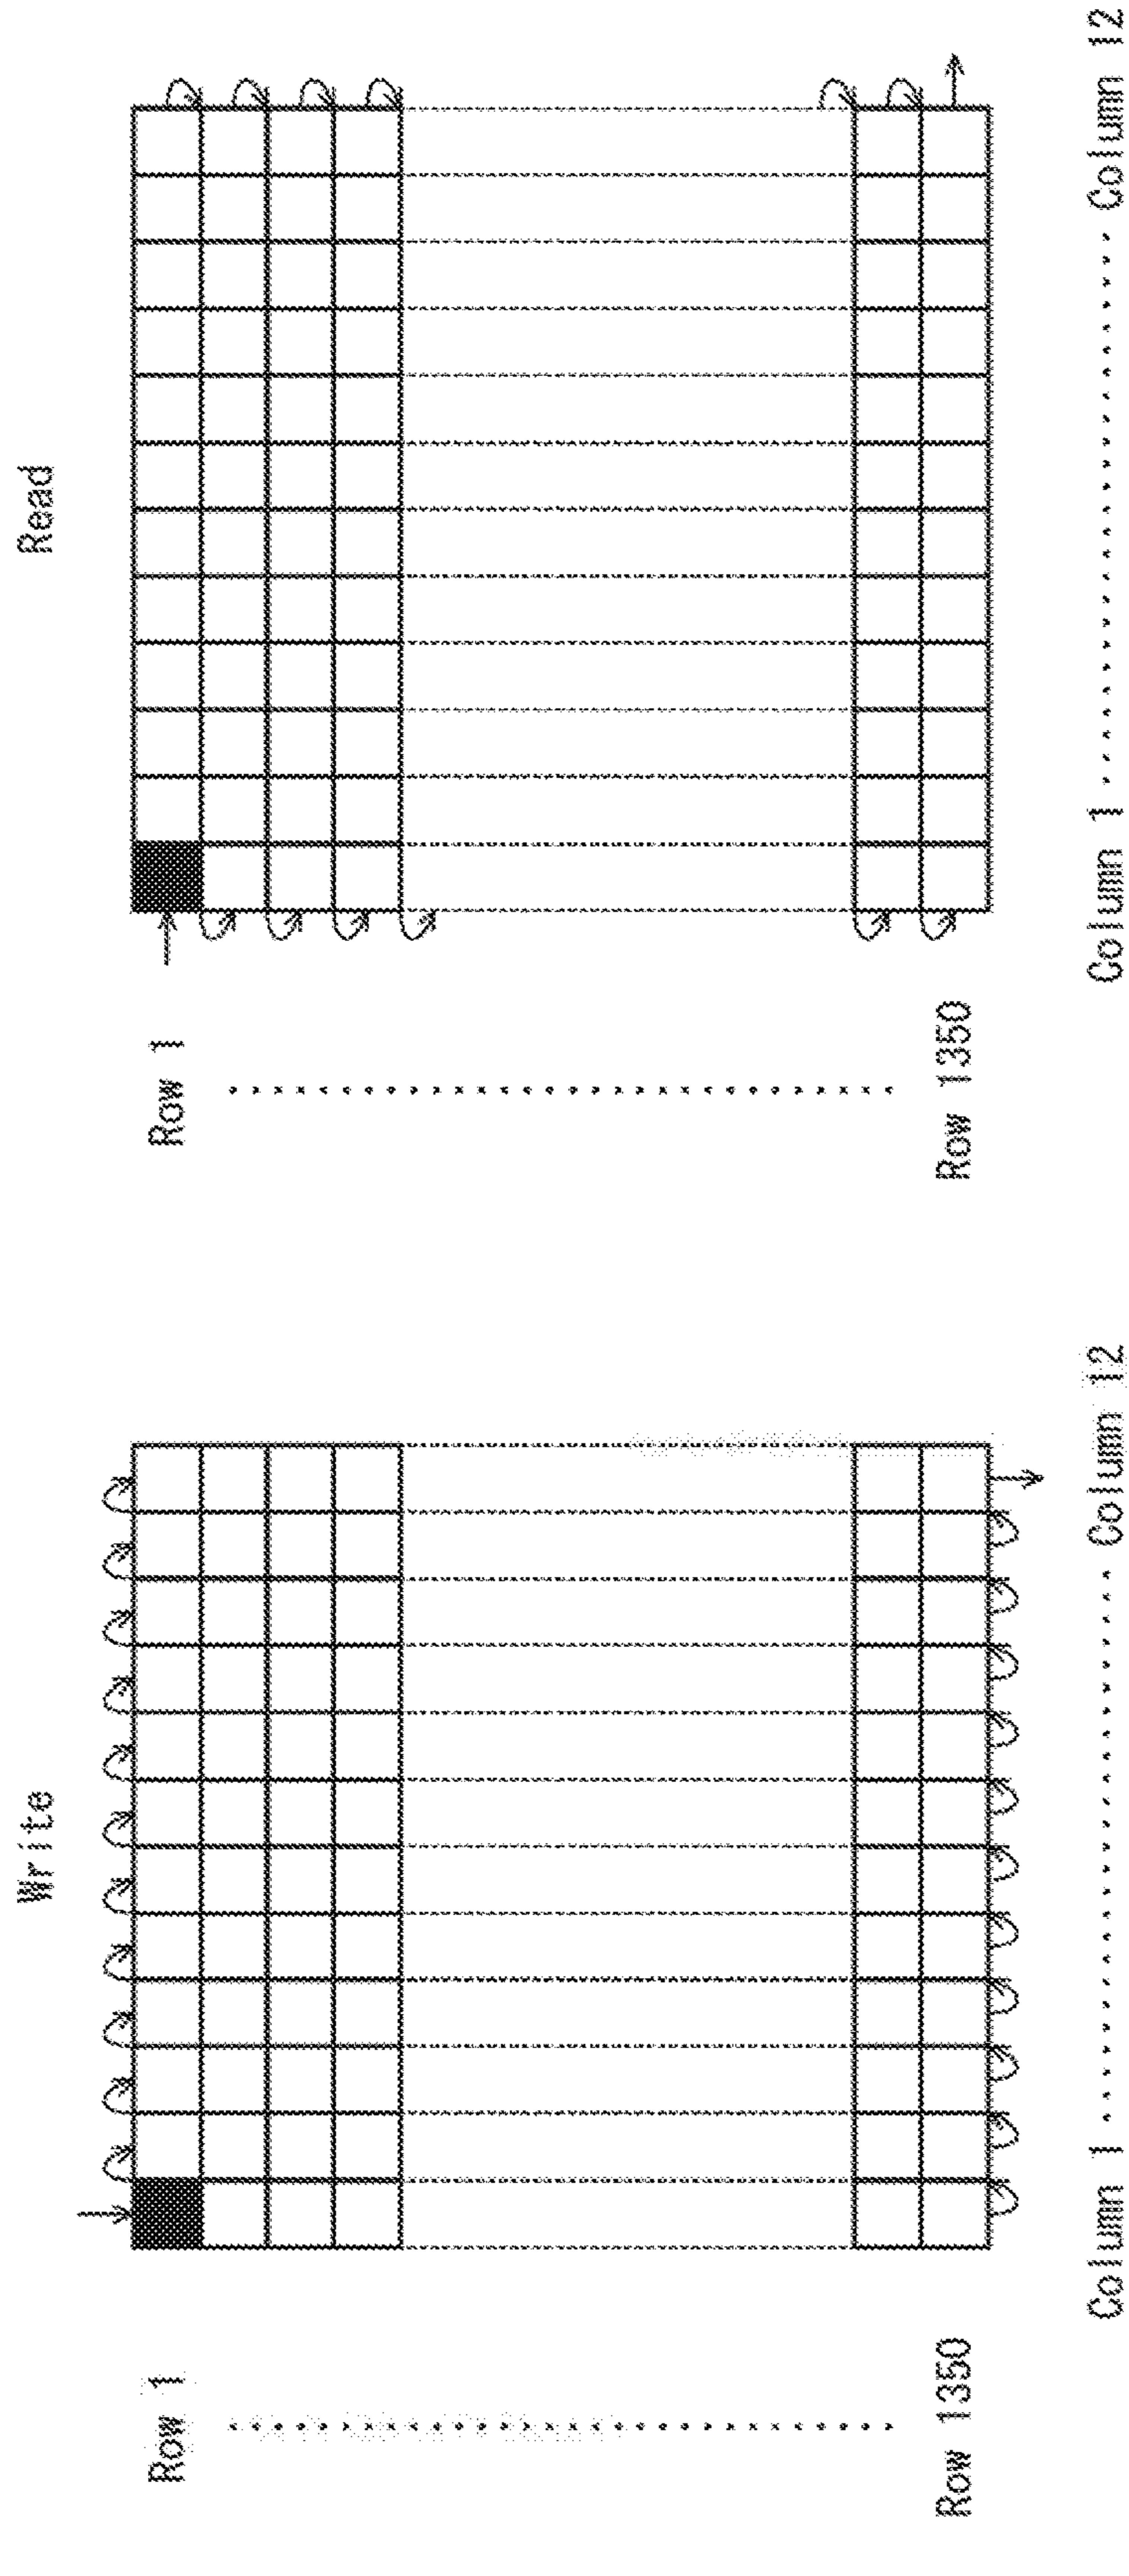 Write
Row 1
Row 1350
Column 1 ........................ Column 12
Read
Row 1
Row 1350
Column 1 ........................ Column 12